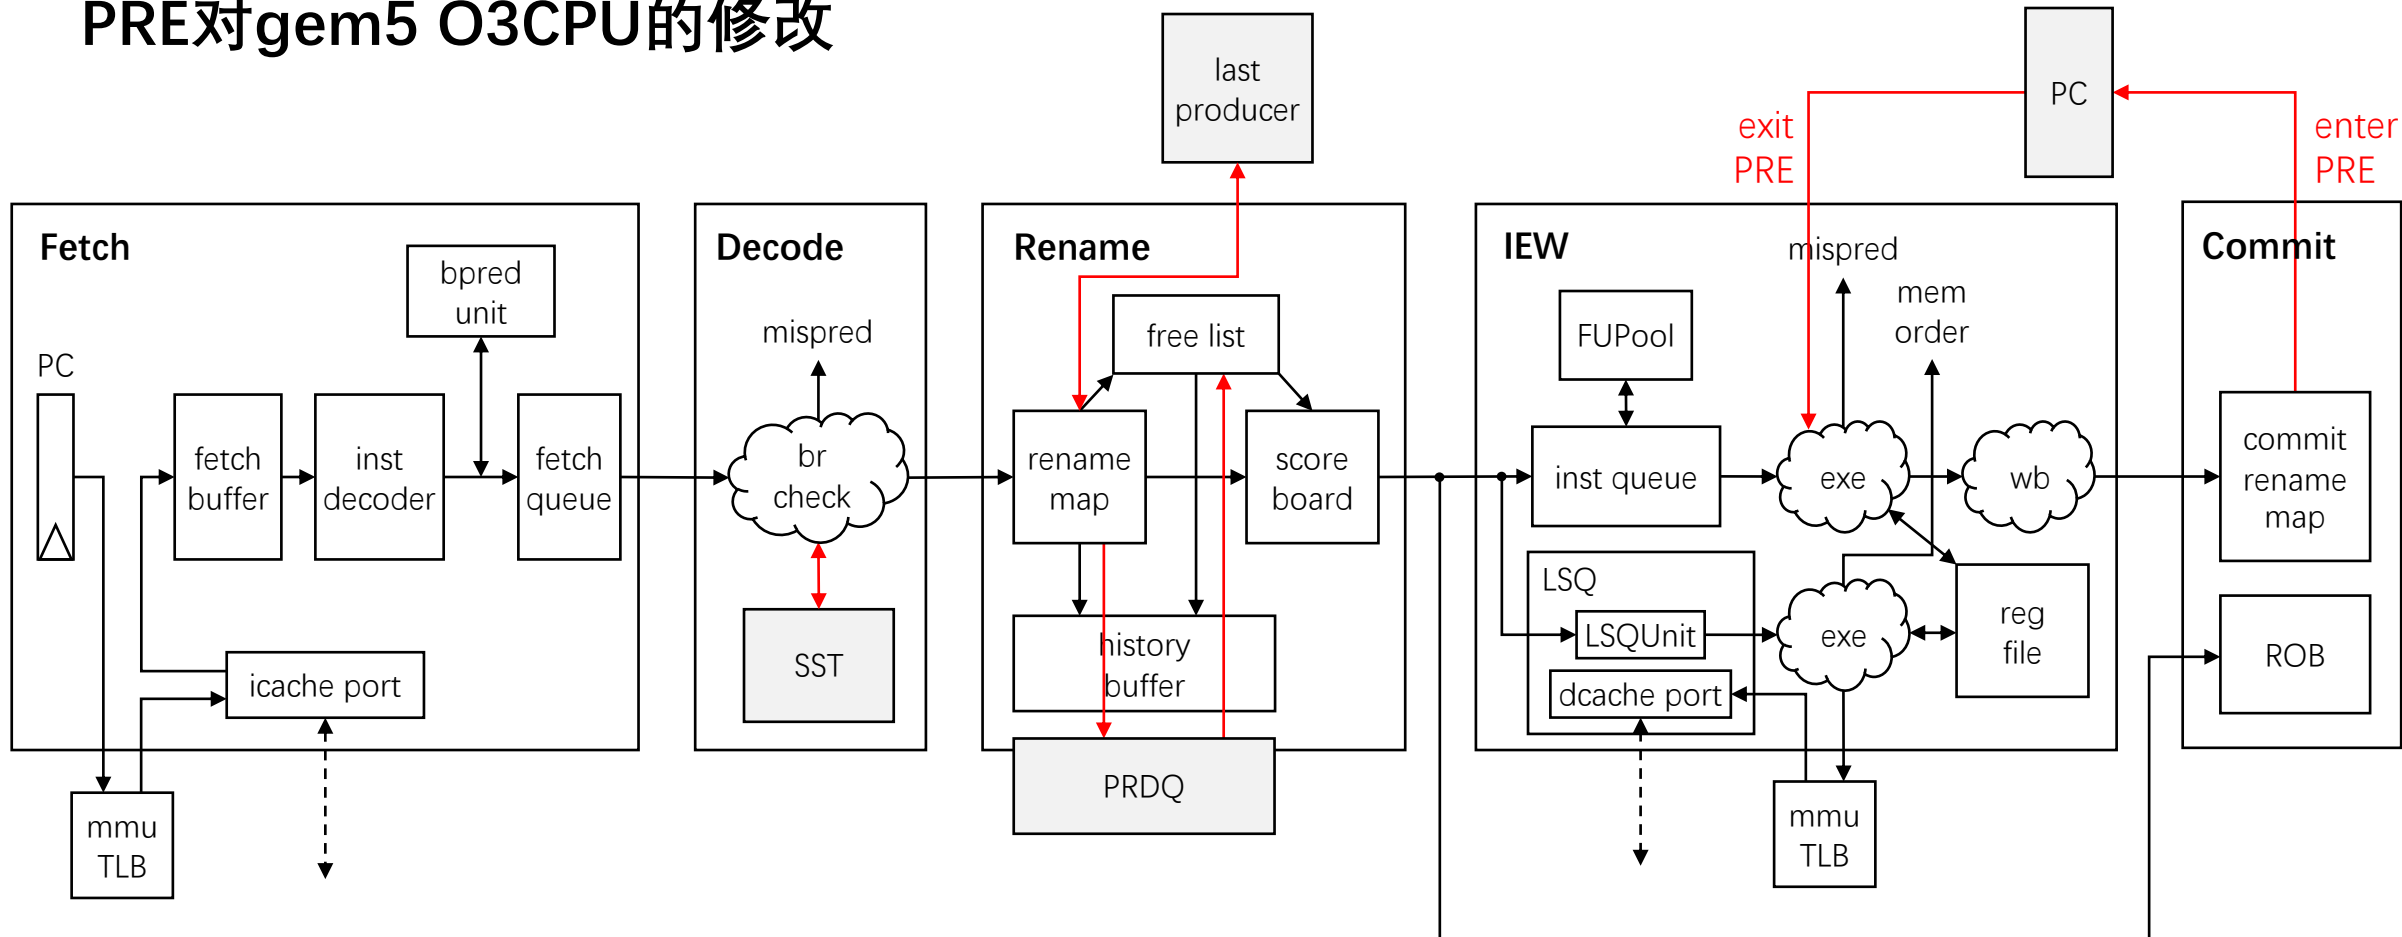 PRE对gem5 O3CPU的修改
last
producer
PC
exit
PRE
enter
PRE
Fetch
bpred
unit
PC
fetch
buffer
inst
decoder
fetch
queue
icache port
mmu
TLB
Decode
mispred
br
check
SST
Rename
free list
rename
map
score
board
history
buffer
PRDQ
IEW
mispred
mem
order
FUPool
inst queue
exe
wb
LSQ
LSQUnit
dcache port
exe
reg
file
mmu
TLB
Commit
commit
rename
map
ROB